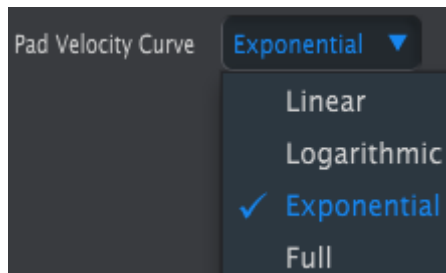 Pad Velocity Curve Exponential
Linear
Logarithmic
Exponential
Full